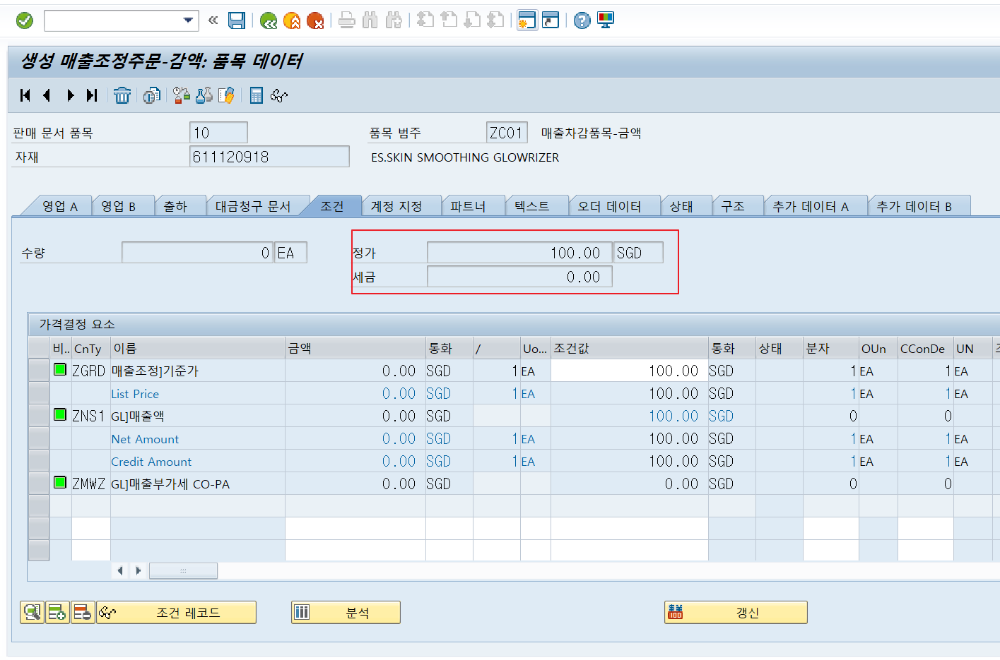 생성 매출조정주문-감액: 품목 데이터
판매 문서 품목 10 품목 범주 ZC01 매출차감품목-금액
자재 611120918 ES.SKIN SMOOTHING GLOWRIZER
영업 A 영업 B 출하 대금청구 문서 조건 계정 지정 파트너 텍스트 오더 데이터 상태 구조 추가 데이터 A 추가 데이터 B
수량 0 EA 정가 100.00 SGD
세금 0.00
가격결정 요소
비.. CnTy 이름 금액 통화 / Uo... 조건값 통화 상태 분자 OUn CConDe UN
ZGRD 매출조정]기준가 0.00 SGD 1 EA 100.00 SGD 1 EA 1 EA
List Price 0.00 SGD 1 EA 100.00 SGD 1 EA 1 EA
ZNS1 GL]매출액 0.00 SGD 100.00 SGD 0 0
Net Amount 0.00 SGD 1 EA 100.00 SGD 1 EA 1 EA
Credit Amount 0.00 SGD 1 EA 100.00 SGD 1 EA 1 EA
ZMWZ GL]매출부가세 CO-PA 0.00 SGD 0.00 SGD 0 0
조건 레코드 분석 갱신